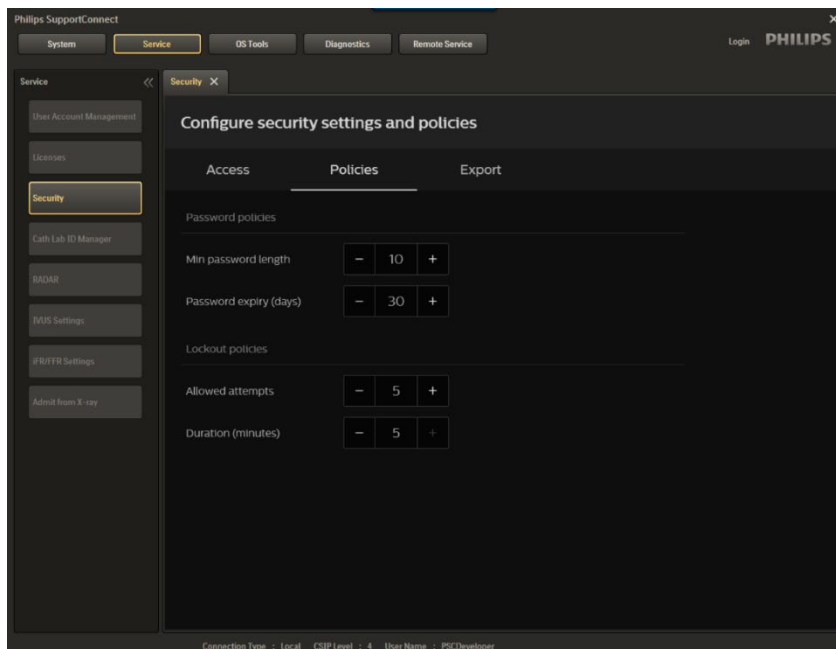 Philips SupportConnect
System Service OS Tools Diagnostics Remote Service Login PHILIPS
Service
Security
User Account Management
Licenses
Security
Cath Lab IO Manager
RADAR
IVUS Settings
iFR/FFR Settings
Admit from X-ray
Configure security settings and policies
Access Policies Export
Password policies
Min password length − 10 +
Password expiry (days) − 30 +
Lockout policies
Allowed attempts − 5 +
Duration (minutes) − 5 +
Connection Type : Local CSIP Level : 4 User Name : PSCDeveloper